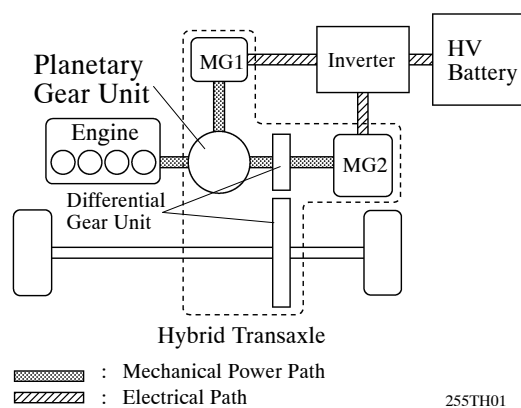 MG1
Inverter
HV
Battery
Planetary
Gear Unit
Engine
MG2
Differential
Gear Unit
Hybrid Transaxle
: Mechanical Power Path
: Electrical Path
255TH01